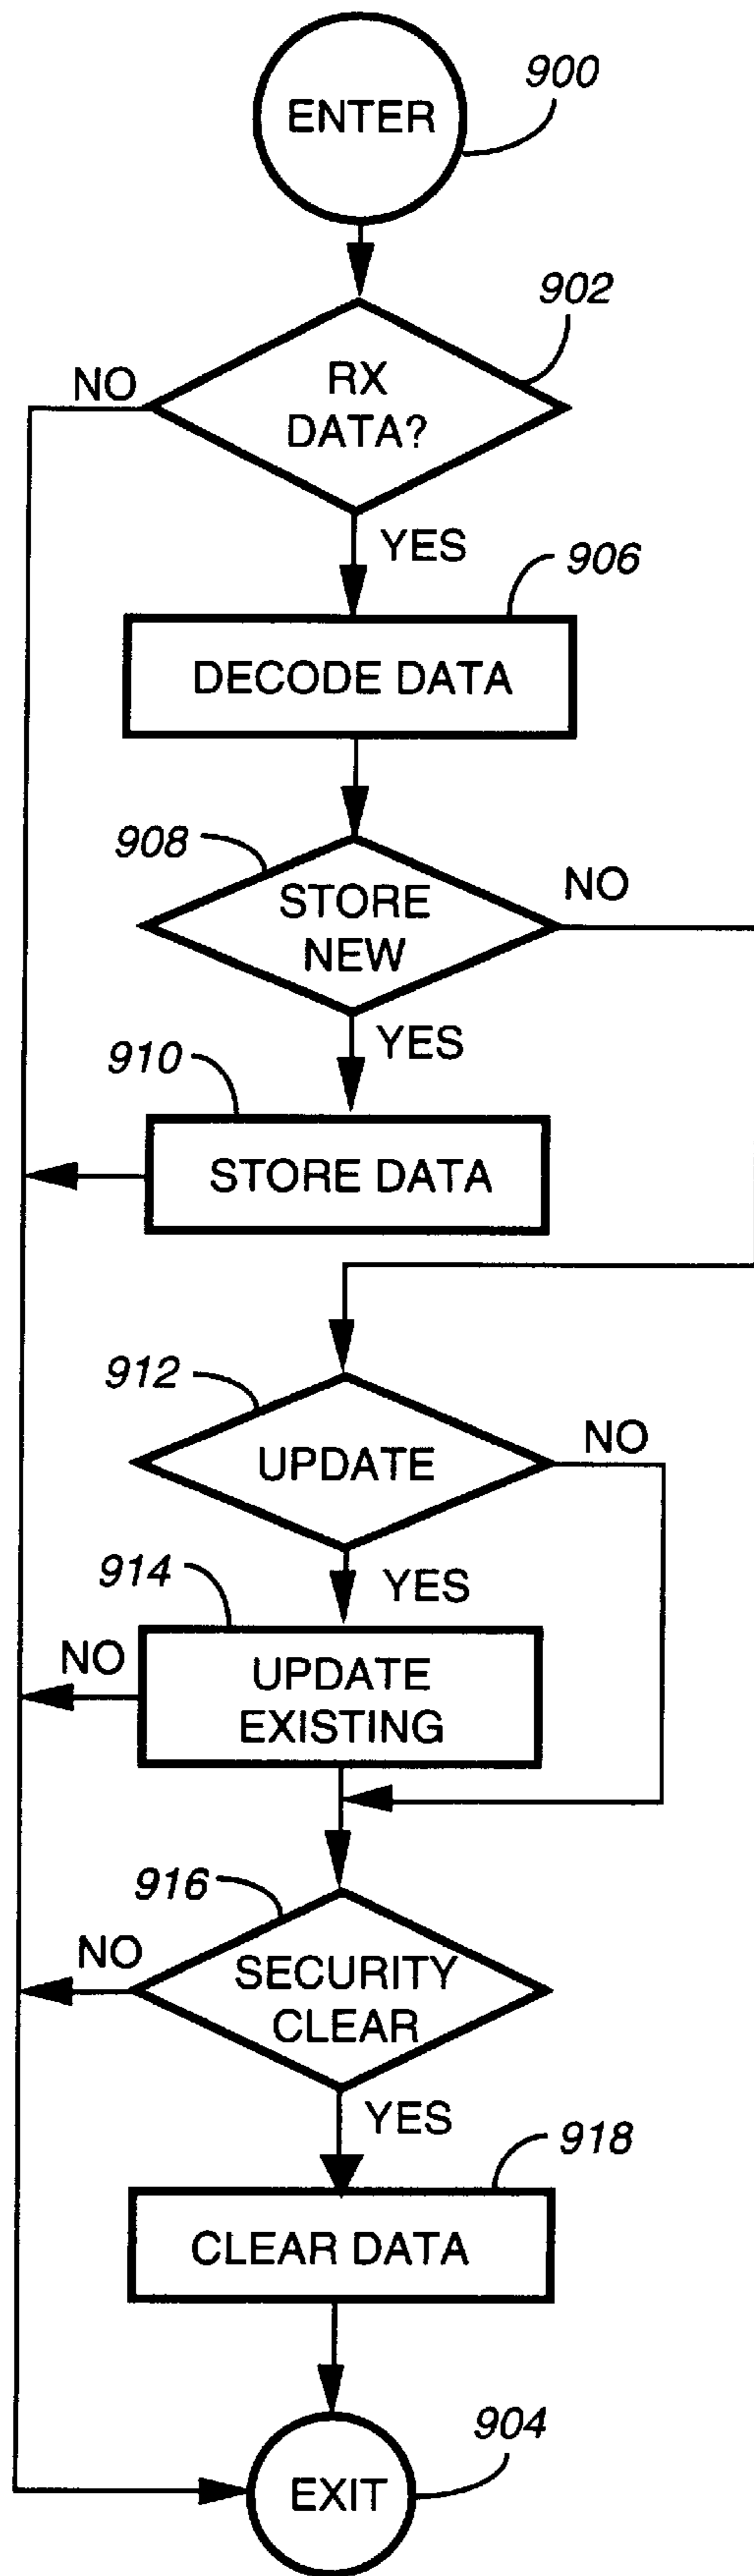 900
ENTER
902
NO
RX
DATA?
YES
906
DECODE DATA
908
STORE
NEW
NO
YES
910
STORE DATA
912
UPDATE
NO
YES
914
NO
UPDATE
EXISTING
916
NO
SECURITY
CLEAR
YES
918
CLEAR DATA
904
EXIT